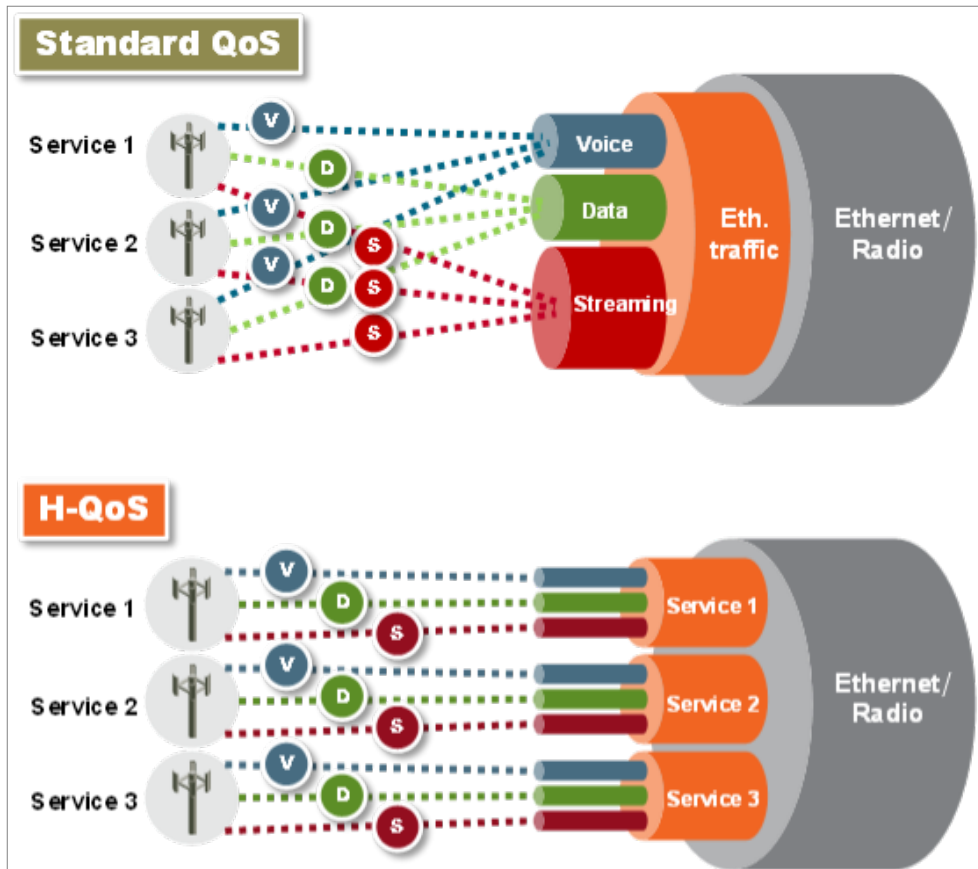 Standard QoS
Service 1
V
Voice
D
Data
V
Service 2
D
S
Eth.
traffic
Ethernet/
Radio
V
D
S
Streaming
Service 3
S
H-QoS
Service 1
V
D
S
Service 1
Service 2
V
D
S
Service 2
Ethernet/
Radio
Service 3
V
D
S
Service 3